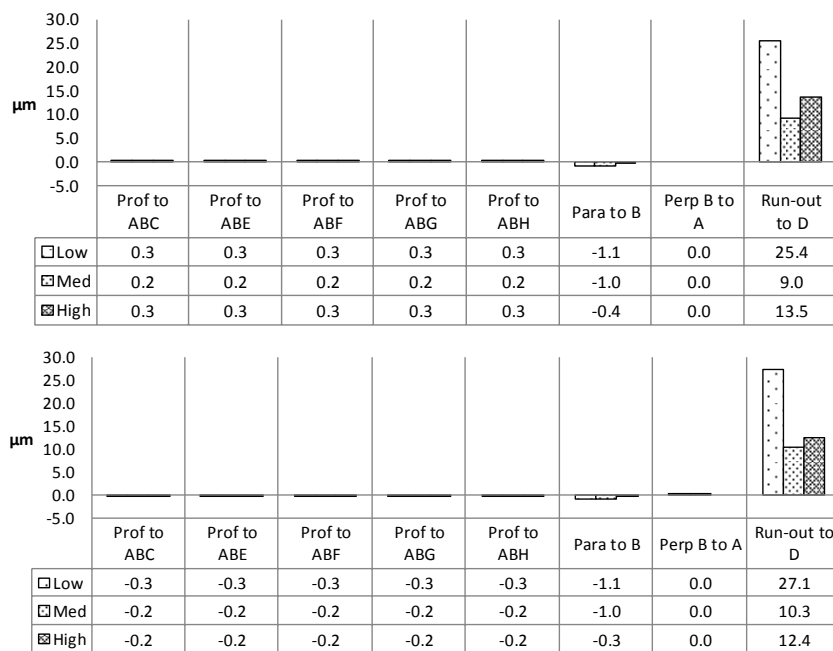 30.0
25.0
20.0
15.0
µm 10.0
5.0
0.0
-5.0
Prof to ABC Prof to ABE Prof to ABF Prof to ABG Prof to ABH Para to B Perp B to A Run-out to D
Low 0.3 0.3 0.3 0.3 0.3 -1.1 0.0 25.4
Med 0.2 0.2 0.2 0.2 0.2 -1.0 0.0 9.0
High 0.3 0.3 0.3 0.3 0.3 -0.4 0.0 13.5
30.0
25.0
20.0
15.0
µm 10.0
5.0
0.0
-5.0
Prof to ABC Prof to ABE Prof to ABF Prof to ABG Prof to ABH Para to B Perp B to A Run-out to D
Low -0.3 -0.3 -0.3 -0.3 -0.3 -1.1 0.0 27.1
Med -0.2 -0.2 -0.2 -0.2 -0.2 -1.0 0.0 10.3
High -0.2 -0.2 -0.2 -0.2 -0.2 -0.3 0.0 12.4